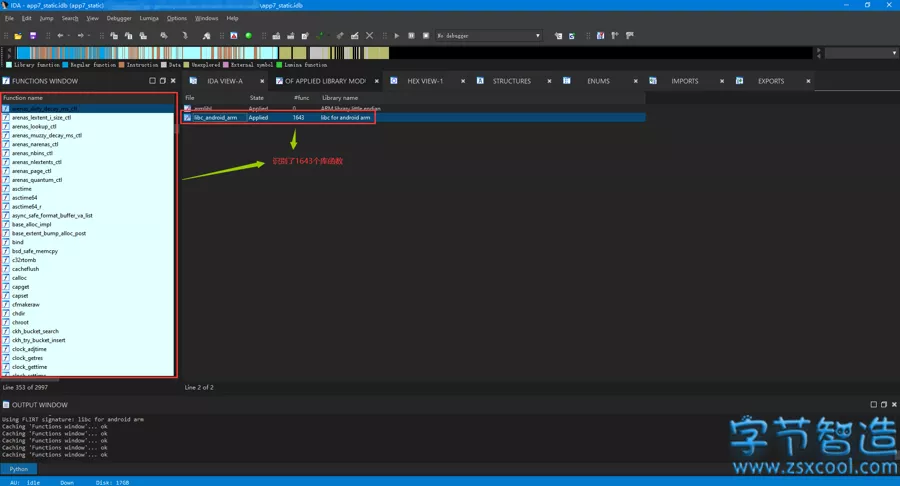 IDA - app7_static.idb (app7_static)
\app7_static.idb
File Edit Jump Search View Debugger Lumina Options Windows Help
No debugger
Library function Regular function Instruction Data Unexplored External symbol Lumina function
FUNCTIONS WINDOW
IDA VIEW-A
OF APPLIED LIBRARY MOD
HEX VIEW-1
STRUCTURES
ENUMS
IMPORTS
EXPORTS
Function name
arenas_dirty_decay_ms_ctl
arenas_lextent_i_size_ctl
arenas_lookup_ctl
arenas_muzzy_decay_ms_ctl
arenas_narenas_ctl
arenas_nbins_ctl
arenas_nlextents_ctl
arenas_page_ctl
arenas_quantum_ctl
asctime
asctime64
asctime64_r
async_safe_format_buffer_va_list
base_alloc_impl
base_extent_bump_alloc_post
bind
bsd_safe_memcpy
c32rtomb
cacheflush
calloc
capget
capset
cfmakeraw
chdir
chroot
ckh_bucket_search
ckh_try_bucket_insert
clock_adjtime
clock_getres
clock_gettime
Line 353 of 2997
File State #func Library name
armlibl Applied 0 ARM library little endian
libc_android_arm Applied 1643 libc for android arm
识别了1643个库函数
Line 2 of 2
OUTPUT WINDOW
Using FLIRT signature: libc for android arm
Caching 'Functions window'... ok
Caching 'Functions window'... ok
Caching 'Functions window'... ok
Caching 'Functions window'... ok
Caching 'Functions window'... ok
Python
AU: Idle Down Disk: 17GB
字节智造
www.zsxcool.com